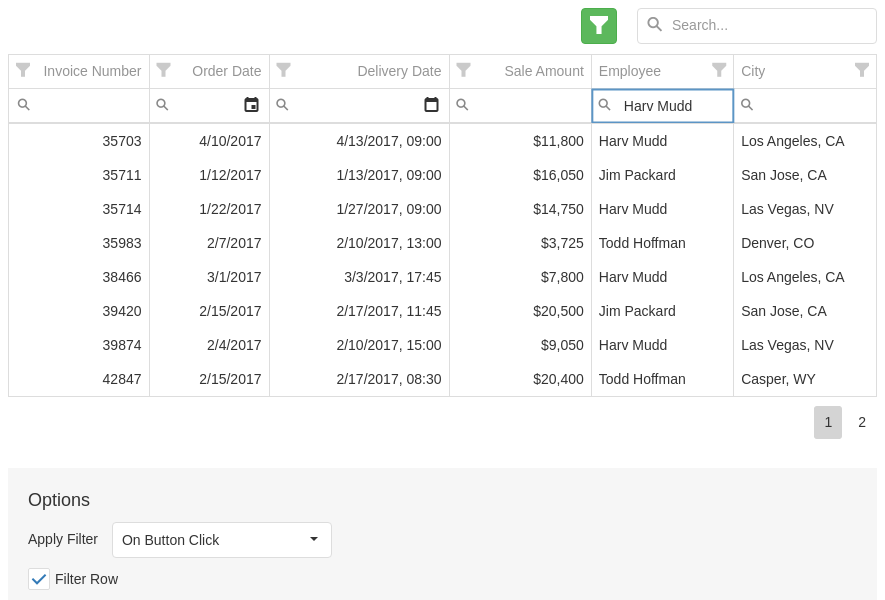 Search...
Invoice Number Order Date Delivery Date Sale Amount Employee City
Harv Mudd
35703 4/10/2017 4/13/2017, 09:00 $11,800 Harv Mudd Los Angeles, CA
35711 1/12/2017 1/13/2017, 09:00 $16,050 Jim Packard San Jose, CA
35714 1/22/2017 1/27/2017, 09:00 $14,750 Harv Mudd Las Vegas, NV
35983 2/7/2017 2/10/2017, 13:00 $3,725 Todd Hoffman Denver, CO
38466 3/1/2017 3/3/2017, 17:45 $7,800 Harv Mudd Los Angeles, CA
39420 2/15/2017 2/17/2017, 11:45 $20,500 Jim Packard San Jose, CA
39874 2/4/2017 2/10/2017, 15:00 $9,050 Harv Mudd Las Vegas, NV
42847 2/15/2017 2/17/2017, 08:30 $20,400 Todd Hoffman Casper, WY
1 2
Options
Apply Filter On Button Click
Filter Row